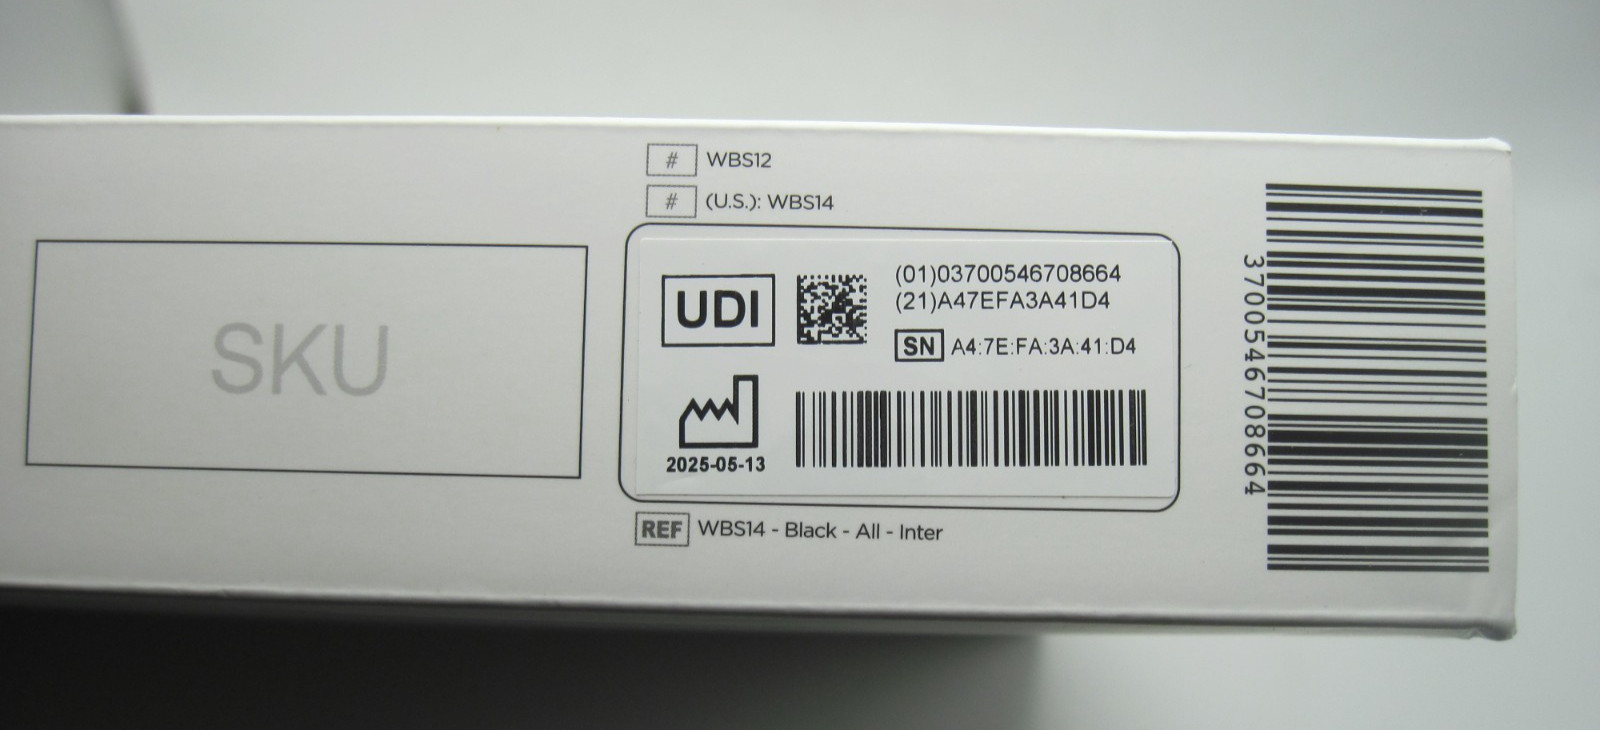 # WBS12
# (U.S.): WBS14
SKU
UDI
(01)03700546708664
(21)A47EFA3A41D4
SN A4:7E:FA:3A:41:D4
2025-05-13
REF WBS14 - Black - All - Inter
3700546708664